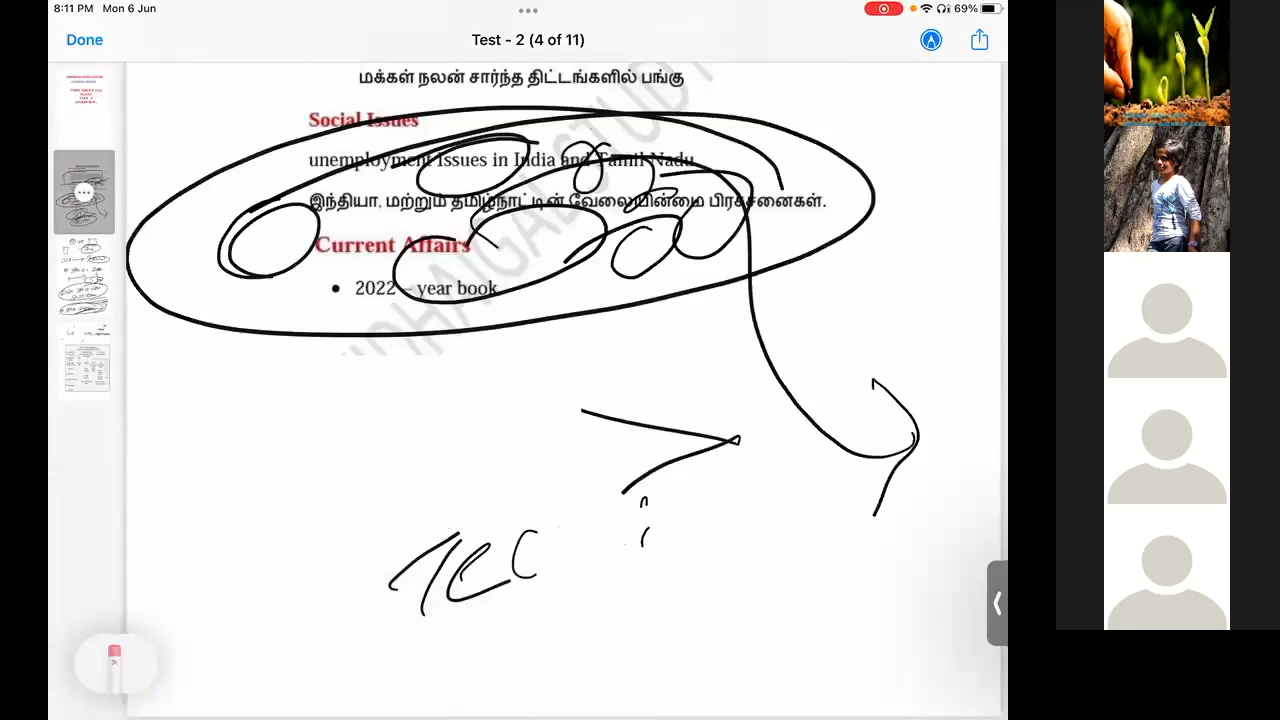 8:11 PM Mon 6 Jun
69%
Done
Test - 2 (4 of 11)
மக்கள் நலன் சார்ந்த திட்டங்களில் பங்கு
Social Issues
unemployment Issues in India and Tamil Nadu
இந்தியா, மற்றும் தமிழ்நாட்டின் வேலையின்மை பிரச்சனைகள்.
Current Affairs
• 2022 – year book